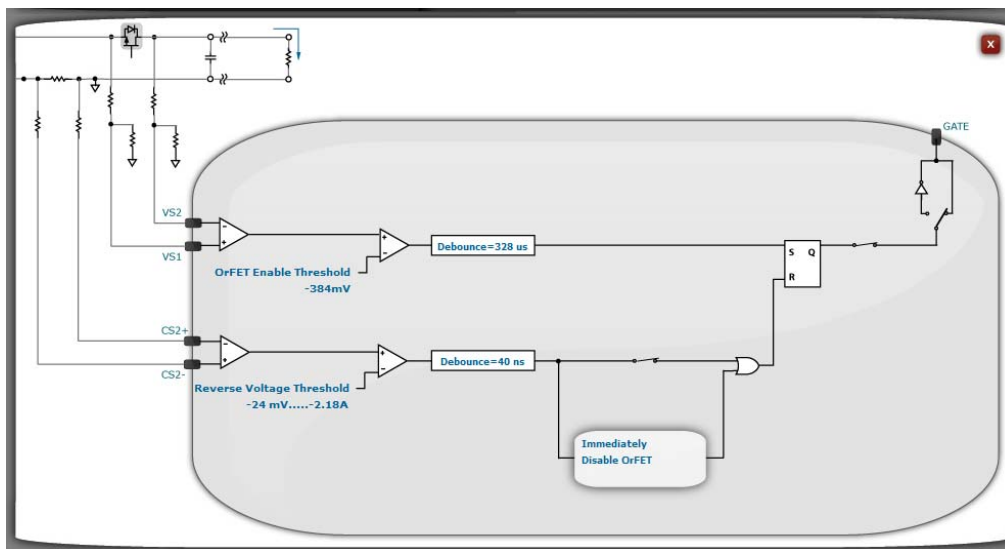 X
GATE
VS2
VS1
Debounce=328 us
S Q
R
OrFET Enable Threshold
-384mV
CS2+
CS2-
Debounce=40 ns
Reverse Voltage Threshold
-24 mV.....-2.18A
Immediately
Disable OrFET